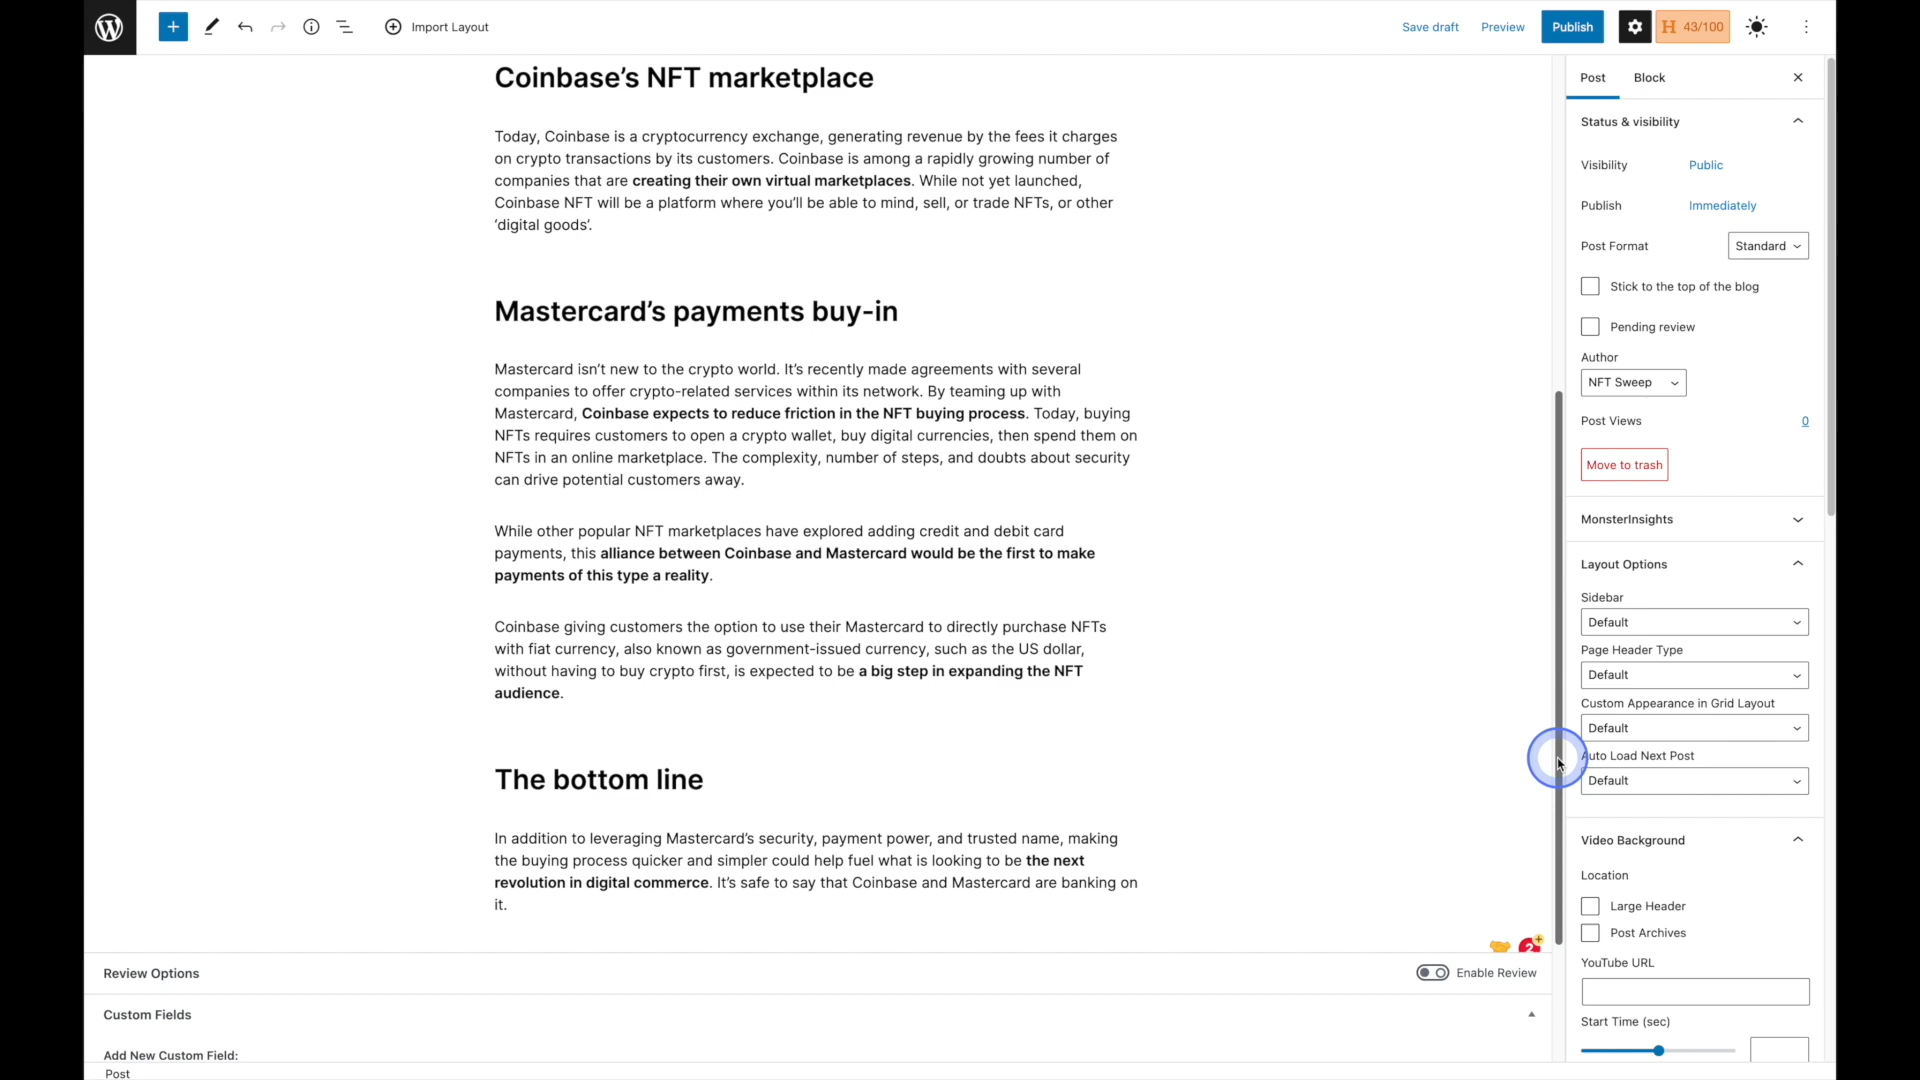 Import Layout
Save draft
Preview
Publish
H 43/100
Coinbase’s NFT marketplace
Today, Coinbase is a cryptocurrency exchange, generating revenue by the fees it charges
on crypto transactions by its customers. Coinbase is among a rapidly growing number of
companies that are creating their own virtual marketplaces. While not yet launched,
Coinbase NFT will be a platform where you’ll be able to mind, sell, or trade NFTs, or other
‘digital goods’.
Mastercard’s payments buy-in
Mastercard isn’t new to the crypto world. It’s recently made agreements with several
companies to offer crypto-related services within its network. By teaming up with
Mastercard, Coinbase expects to reduce friction in the NFT buying process. Today, buying
NFTs requires customers to open a crypto wallet, buy digital currencies, then spend them on
NFTs in an online marketplace. The complexity, number of steps, and doubts about security
can drive potential customers away.
While other popular NFT marketplaces have explored adding credit and debit card
payments, this alliance between Coinbase and Mastercard would be the first to make
payments of this type a reality.
Coinbase giving customers the option to use their Mastercard to directly purchase NFTs
with fiat currency, also known as government-issued currency, such as the US dollar,
without having to buy crypto first, is expected to be a big step in expanding the NFT
audience.
The bottom line
In addition to leveraging Mastercard’s security, payment power, and trusted name, making
the buying process quicker and simpler could help fuel what is looking to be the next
revolution in digital commerce. It’s safe to say that Coinbase and Mastercard are banking on
it.
2
Review Options
Enable Review
Custom Fields
Add New Custom Field:
Post
Post
Block
Status & visibility
Visibility
Public
Publish
Immediately
Post Format
Standard
Stick to the top of the blog
Pending review
Author
NFT Sweep
Post Views
0
Move to trash
MonsterInsights
Layout Options
Sidebar
Default
Page Header Type
Default
Custom Appearance in Grid Layout
Default
Auto Load Next Post
Default
Video Background
Location
Large Header
Post Archives
YouTube URL
Start Time (sec)